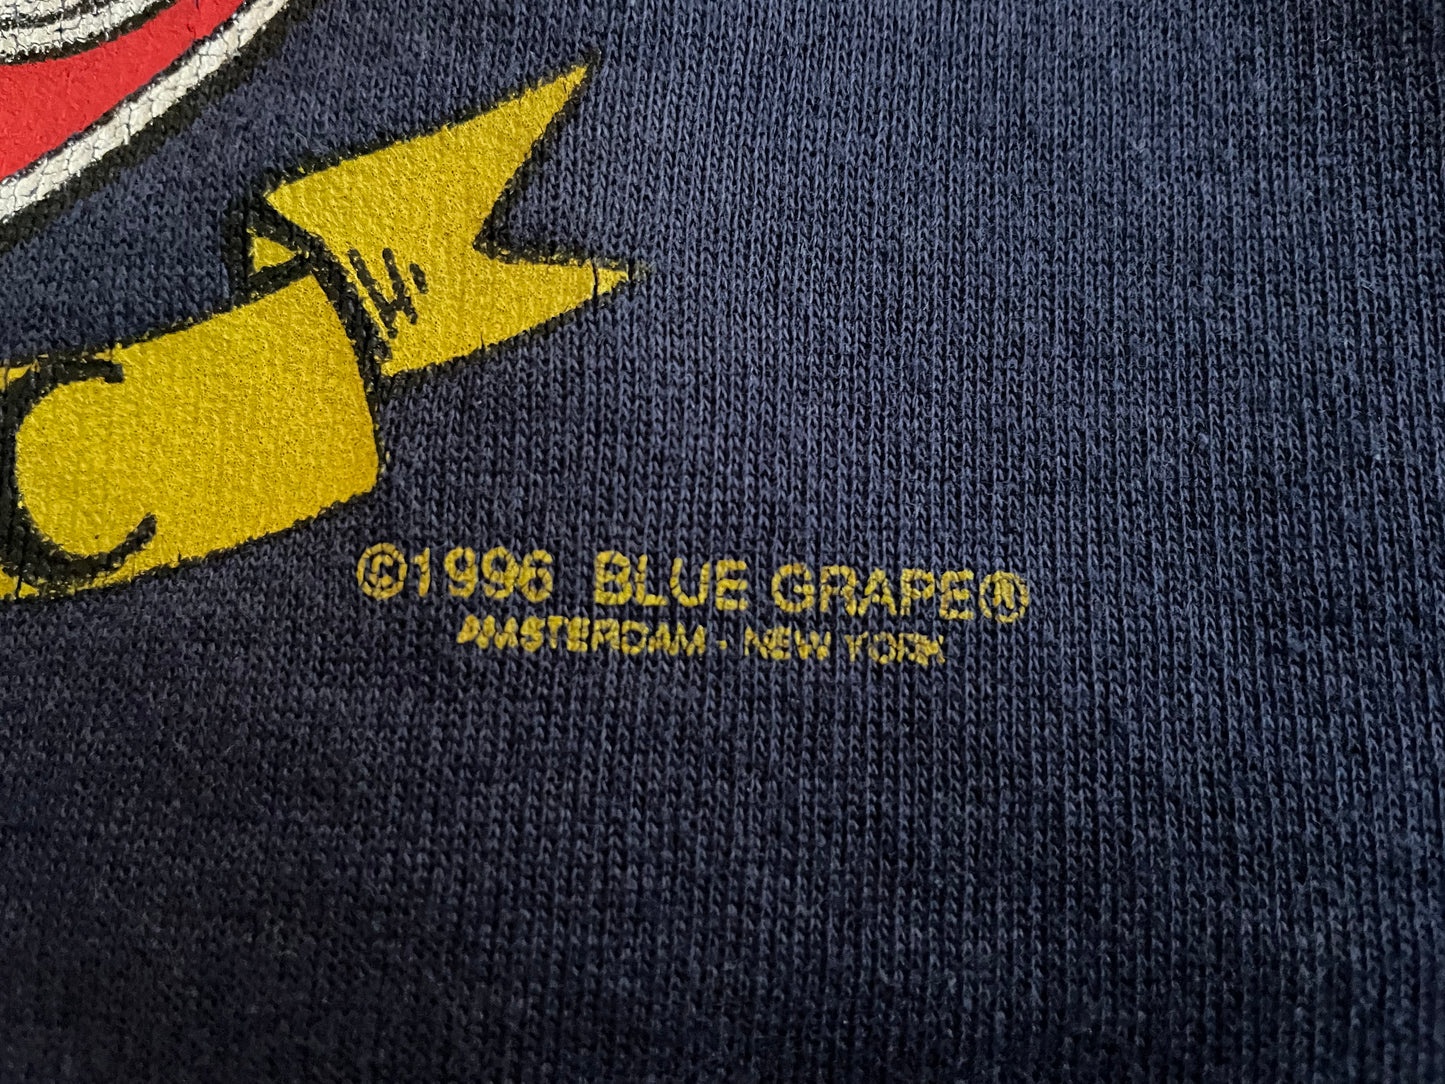 C
©1996 BLUE GRAPE®
AMSTERDAM - NEW YORK